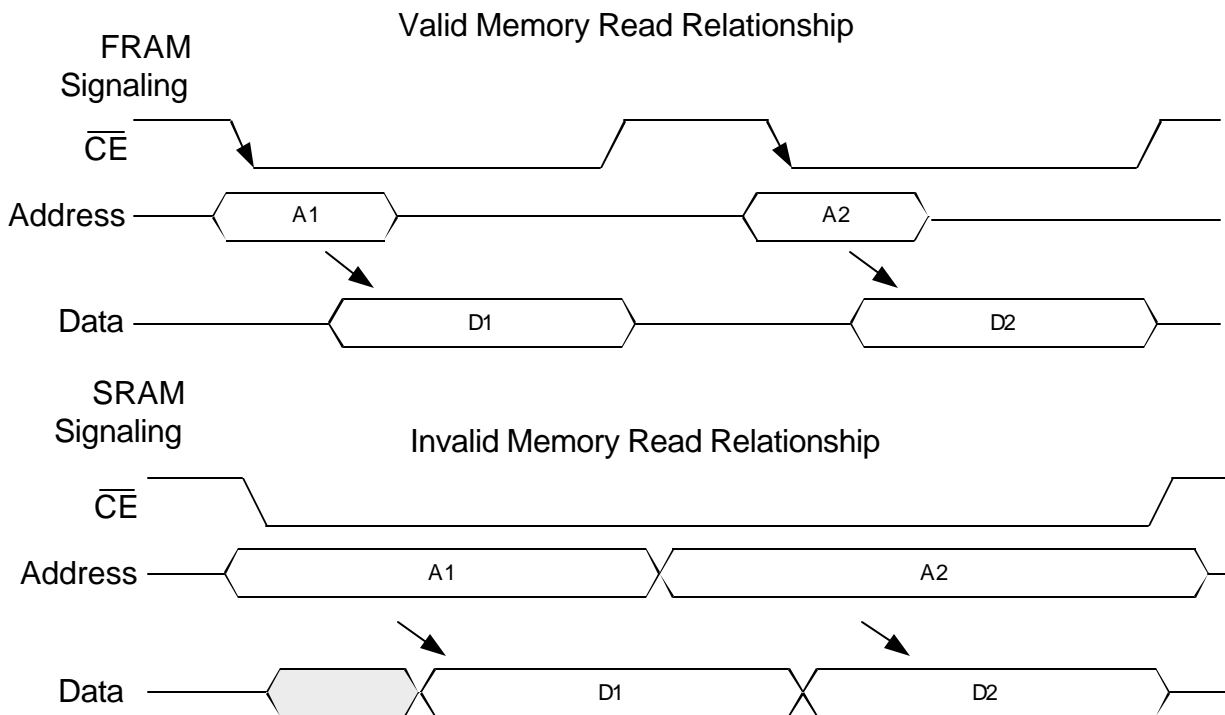 Valid Memory Read Relationship
FRAM
Signaling
CE
Address
A1
A2
Data
D1
D2
SRAM
Signaling
Invalid Memory Read Relationship
CE
Address
A1
A2
Data
D1
D2